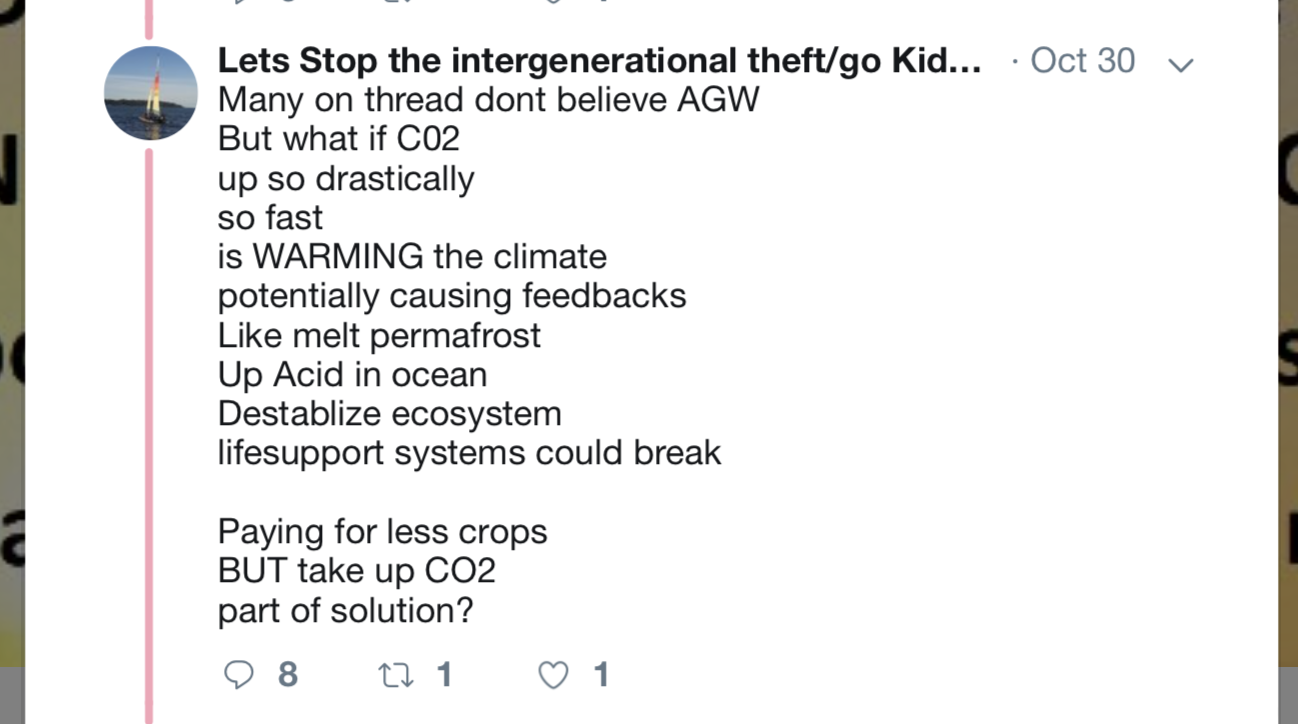 Lets Stop the intergenerational theft/go Kid... · Oct 30
Many on thread dont believe AGW
But what if C02
up so drastically
so fast
is WARMING the climate
potentially causing feedbacks
Like melt permafrost
Up Acid in ocean
Destablize ecosystem
lifesupport systems could break
Paying for less crops
BUT take up CO2
part of solution?
8 1 1